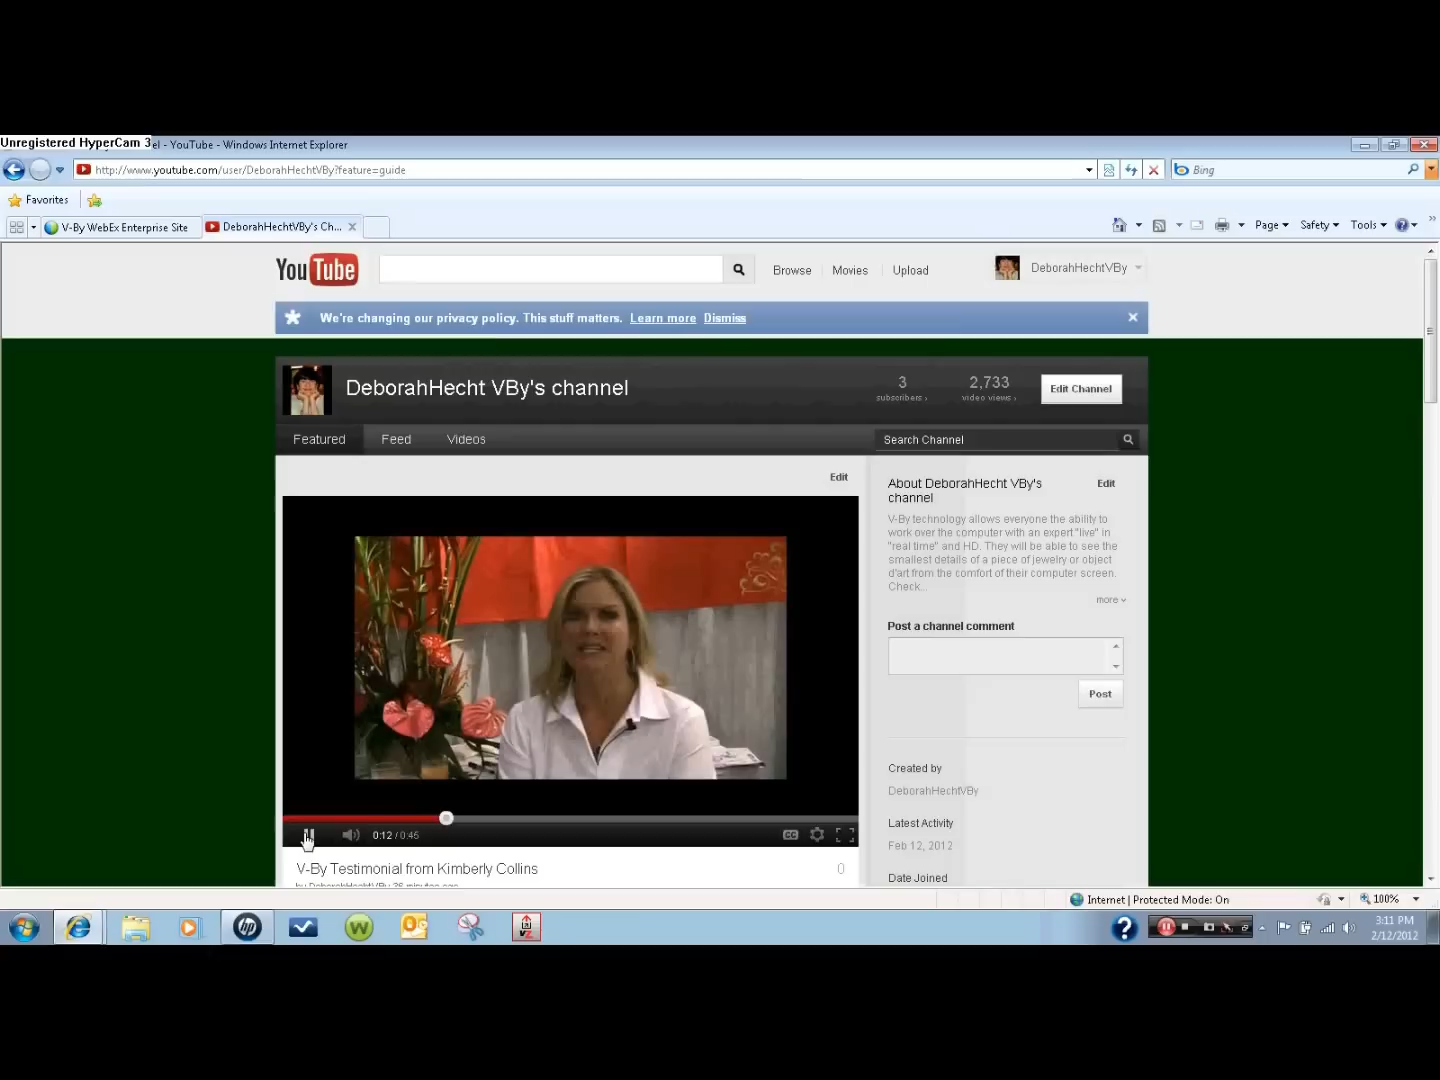 Unregistered HyperCam 3
el - YouTube - Windows Internet Explorer
http://www.youtube.com/user/DeborahHechtVBy?feature=guide
Bing
Favorites
V-By WebEx Enterprise Site
DeborahHechtVBy's Ch...
Page
Safety
Tools
YouTube
Browse
Movies
Upload
DeborahHechtVBy
We're changing our privacy policy. This stuff matters. Learn more Dismiss
DeborahHecht VBy's channel
3
subscribers
2,733
video views
Edit Channel
Featured
Feed
Videos
Search Channel
Edit
About DeborahHecht VBy's
channel
Edit
V-By technology allows everyone the ability to
work over the computer with an expert "live" in
"real time" and HD. They will be able to see the
smallest details of a piece of jewelry or object
d'art from the comfort of their computer screen.
Check...
more
Post a channel comment
Post
Created by
DeborahHechtVBy
Latest Activity
Feb 12, 2012
Date Joined
0:12 / 0:45
CC
V-By Testimonial from Kimberly Collins
0
by DeborahHechtVBy 36 minutes ago
Internet | Protected Mode: On
100%
3:11 PM
2/12/2012